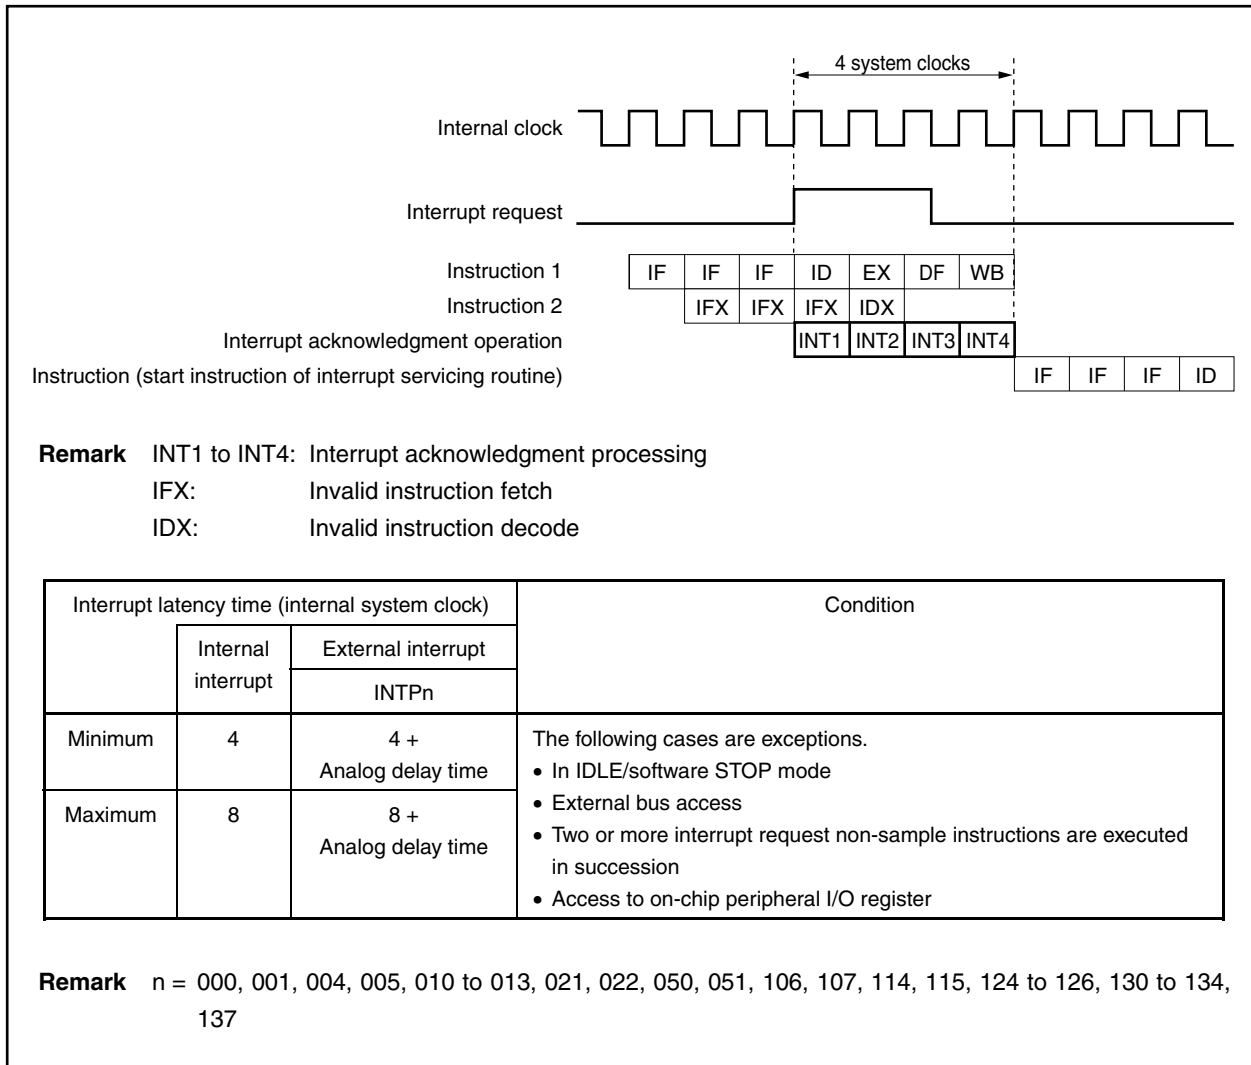 4 system clocks
Internal clock
Interrupt request
Instruction 1 IF IF IF ID EX DF WB
Instruction 2 IFX IFX IFX IDX
Interrupt acknowledgment operation INT1 INT2 INT3 INT4
Instruction (start instruction of interrupt servicing routine) IF IF IF ID
Remark INT1 to INT4: Interrupt acknowledgment processing
IFX: Invalid instruction fetch
IDX: Invalid instruction decode
Interrupt latency time (internal system clock) Condition
Internal External interrupt
interrupt INTPn
Minimum 4 4 + The following cases are exceptions.
Analog delay time • In IDLE/software STOP mode
• External bus access
Maximum 8 8 + • Two or more interrupt request non-sample instructions are executed
Analog delay time in succession
• Access to on-chip peripheral I/O register
Remark n = 000, 001, 004, 005, 010 to 013, 021, 022, 050, 051, 106, 107, 114, 115, 124 to 126, 130 to 134,
137